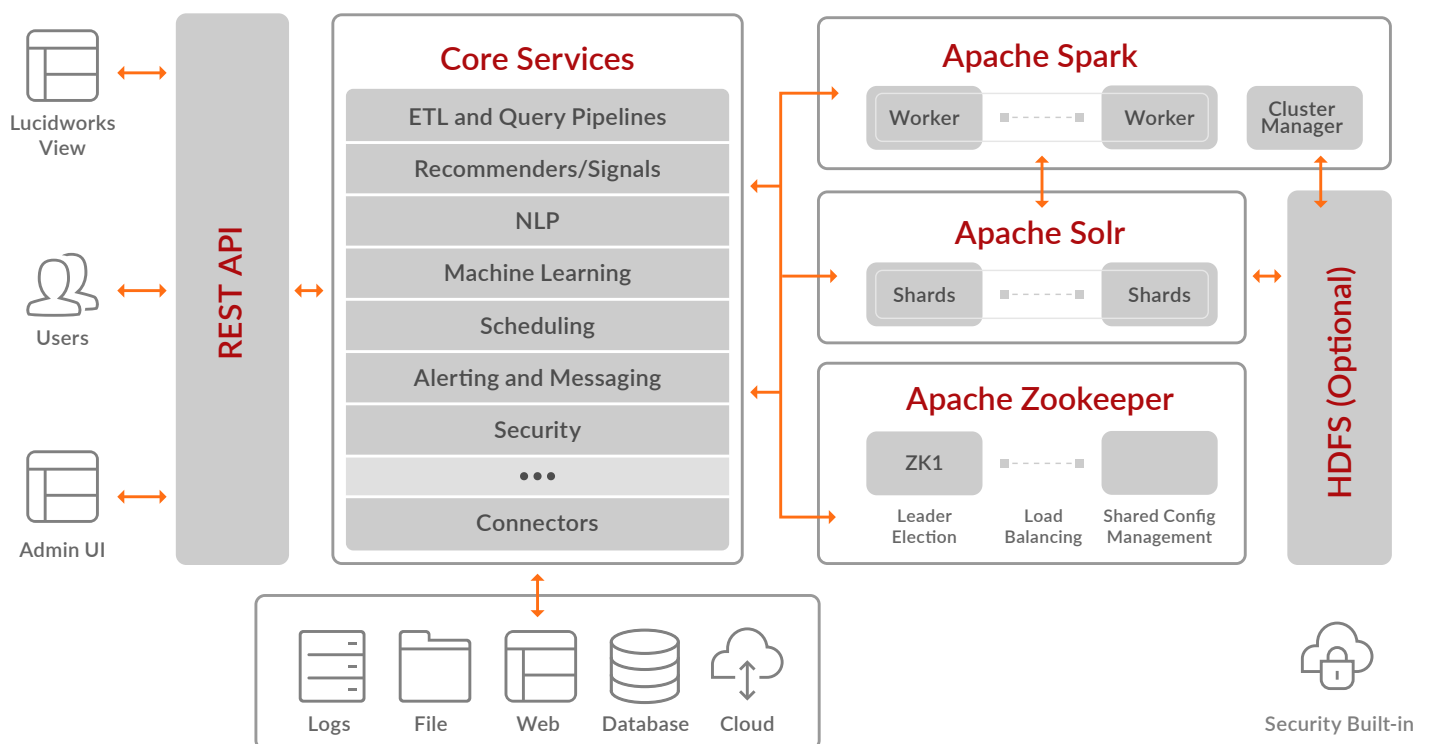 Lucidworks
View
Users
Admin UI
REST API
Core Services
ETL and Query Pipelines
Recommenders/Signals
NLP
Machine Learning
Scheduling
Alerting and Messaging
Security
•••
Connectors
Apache Spark
Worker
Worker
Cluster
Manager
Apache Solr
Shards
Shards
Apache Zookeeper
ZK1
Leader
Election
Load
Balancing
Shared Config
Management
HDFS (Optional)
Logs
File
Web
Database
Cloud
Security Built-in